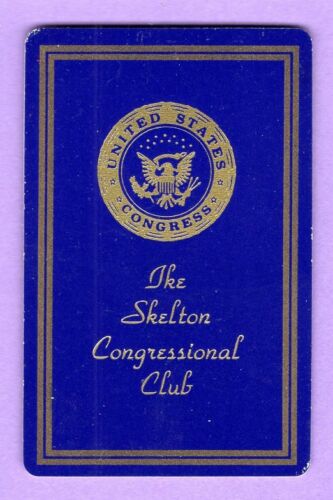 UNITED STATES
CONGRESS
Ike
Skelton
Congressional
Club